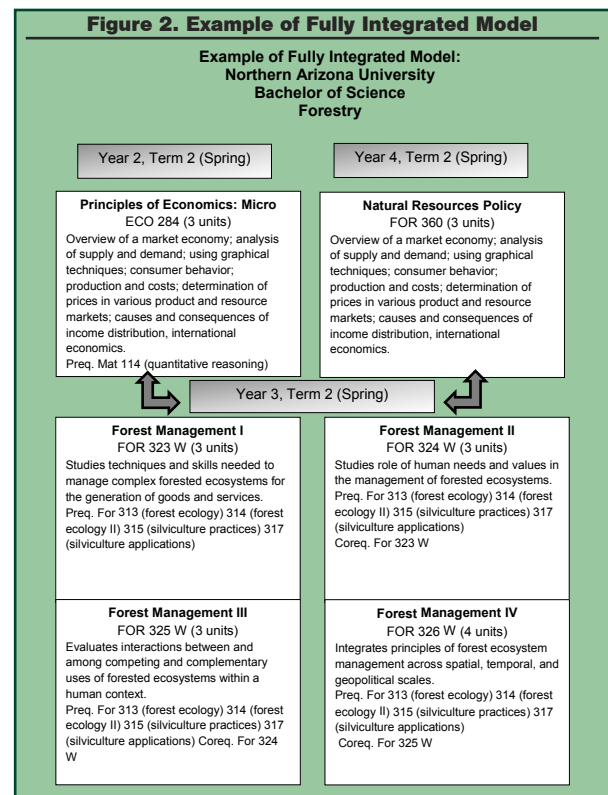 Figure 2. Example of Fully Integrated Model
Example of Fully Integrated Model:
Northern Arizona University
Bachelor of Science
Forestry
Year 2, Term 2 (Spring)
Year 4, Term 2 (Spring)
Principles of Economics: Micro
ECO 284 (3 units)
Overview of a market economy; analysis
of supply and demand; using graphical
techniques; consumer behavior;
production and costs; determination of
prices in various product and resource
markets; causes and consequences of
income distribution, international
economics.
Preq. Mat 114 (quantitative reasoning)
Natural Resources Policy
FOR 360 (3 units)
Overview of a market economy; analysis
of supply and demand; using graphical
techniques; consumer behavior;
production and costs; determination of
prices in various product and resource
markets; causes and consequences of
income distribution, international
economics.
Year 3, Term 2 (Spring)
Forest Management I
FOR 323 W (3 units)
Studies techniques and skills needed to
manage complex forested ecosystems for
the generation of goods and services.
Preq. For 313 (forest ecology) 314 (forest
ecology II) 315 (silviculture practices) 317
(silviculture applications)
Forest Management II
FOR 324 W (3 units)
Studies role of human needs and values in
the management of forested ecosystems.
Preq. For 313 (forest ecology) 314 (forest
ecology II) 315 (silviculture practices) 317
(silviculture applications)
Coreq. For 323 W
Forest Management III
FOR 325 W (3 units)
Evaluates interactions between and
among competing and complementary
uses of forested ecosystems within a
human context.
Preq. For 313 (forest ecology) 314 (forest
ecology II) 315 (silviculture practices) 317
(silviculture applications) Coreq. For 324
W
Forest Management IV
FOR 326 W (4 units)
Integrates principles of forest ecosystem
management across spatial, temporal, and
geopolitical scales.
Preq. For 313 (forest ecology) 314 (forest
ecology II) 315 (silviculture practices) 317
(silviculture applications)
Coreq. For 325 W